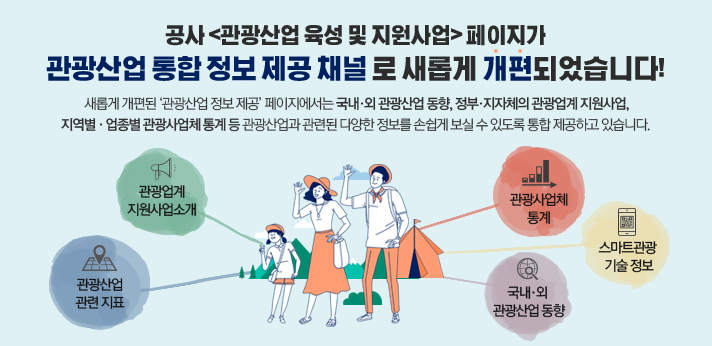 공사 <관광산업 육성 및 지원사업> 페이지가
관광산업 통합 정보 제공 채널 로 새롭게 개편되었습니다!
새롭게 개편된 ‘관광산업 정보 제공’ 페이지에서는 국내·외 관광산업 동향, 정부·지자체의 관광업계 지원사업,
지역별 · 업종별 관광사업체 통계 등 관광산업과 관련된 다양한 정보를 손쉽게 보실 수 있도록 통합 제공하고 있습니다.
관광업계
지원사업소개
관광사업체
통계
스마트관광
기술 정보
관광산업
관련 지표
국내·외
관광산업 동향